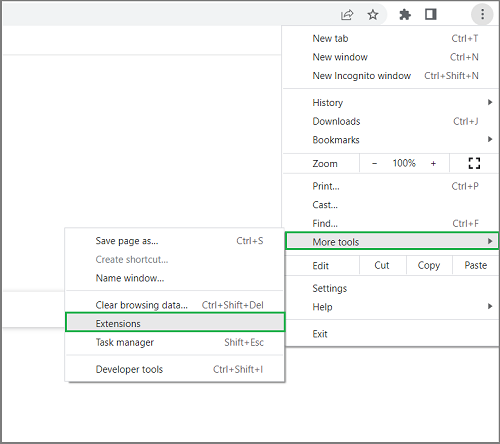 New tab Ctrl+T
New window Ctrl+N
New Incognito window Ctrl+Shift+N
History
Downloads Ctrl+J
Bookmarks
Zoom − 100% +
Print... Ctrl+P
Cast...
Find... Ctrl+F
More tools
Edit Cut Copy Paste
Settings
Help
Exit
Save page as... Ctrl+S
Create shortcut...
Name window...
Clear browsing data... Ctrl+Shift+Del
Extensions
Task manager Shift+Esc
Developer tools Ctrl+Shift+I